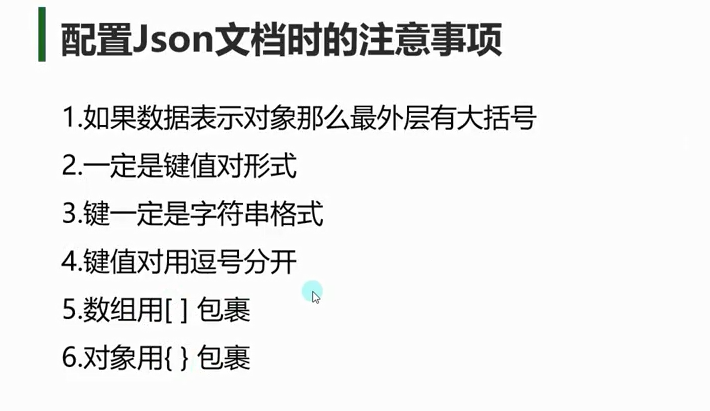 配置Json文档时的注意事项
1.如果数据表示对象那么最外层有大括号
2.一定是键值对形式
3.键一定是字符串格式
4.键值对用逗号分开
5.数组用[ ] 包裹
6.对象用{ } 包裹